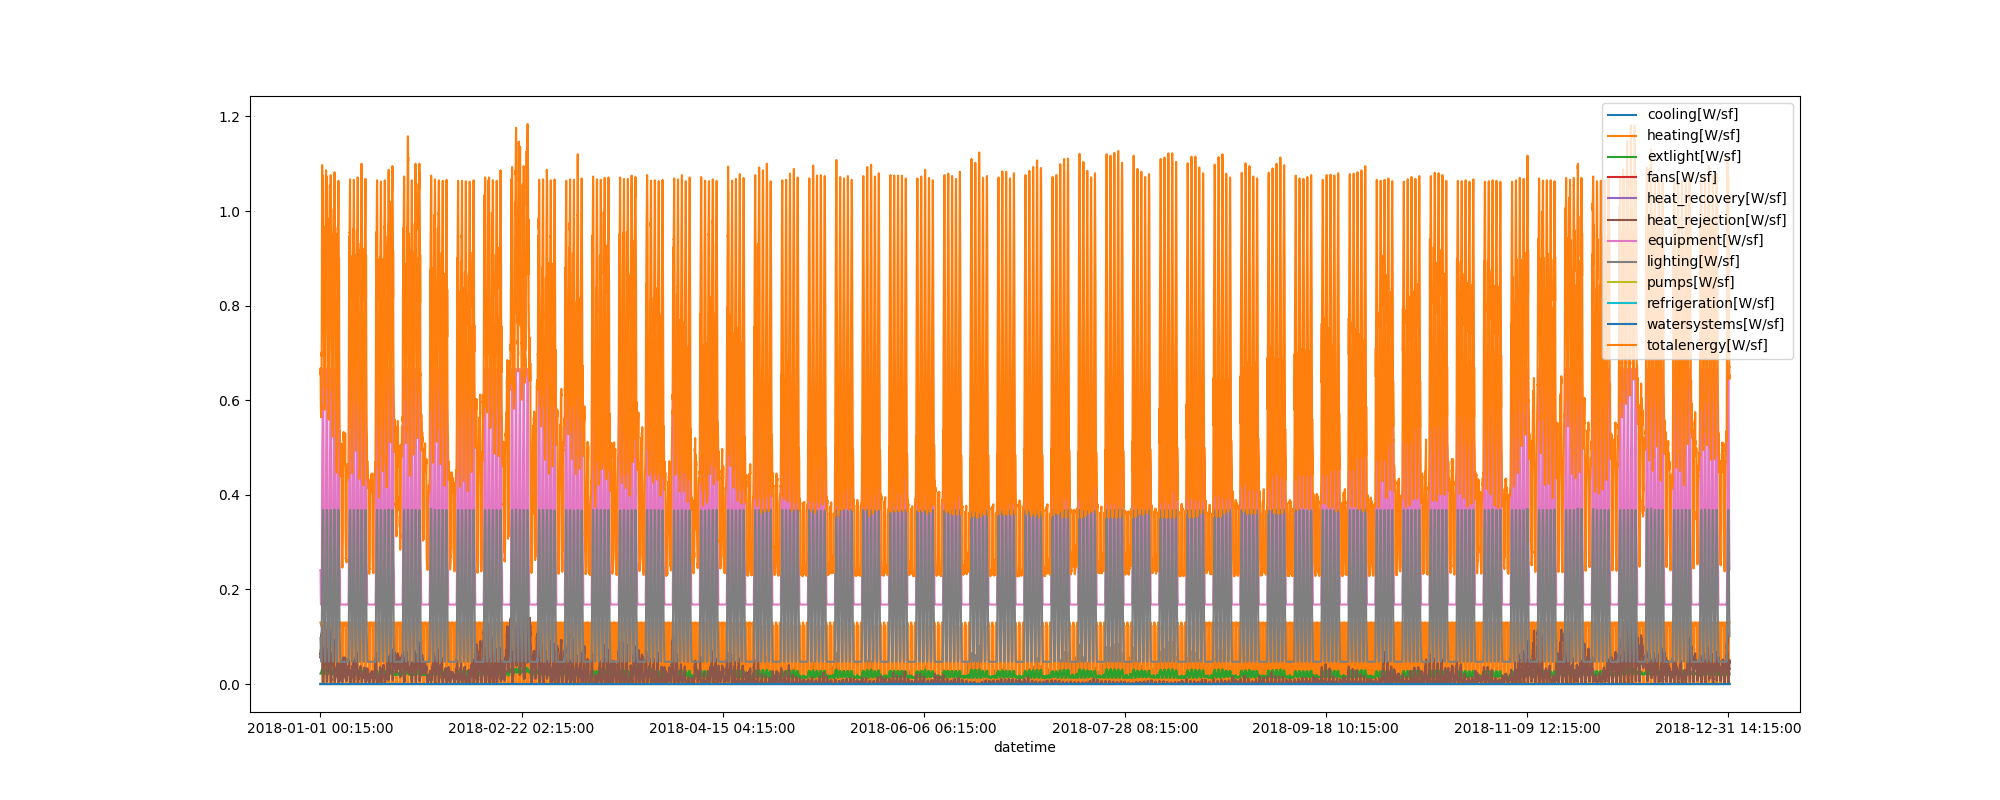 1.2
1.0
0.8
0.6
0.4
0.2
0.0
cooling[W/sf]
heating[W/sf]
extlight[W/sf]
fans[W/sf]
heat_recovery[W/sf]
heat_rejection[W/sf]
equipment[W/sf]
lighting[W/sf]
pumps[W/sf]
refrigeration[W/sf]
watersystems[W/sf]
totalenergy[W/sf]
2018-01-01 00:15:00 2018-02-22 02:15:00 2018-04-15 04:15:00 2018-06-06 06:15:00 2018-07-28 08:15:00 2018-09-18 10:15:00 2018-11-09 12:15:00 2018-12-31 14:15:00
datetime